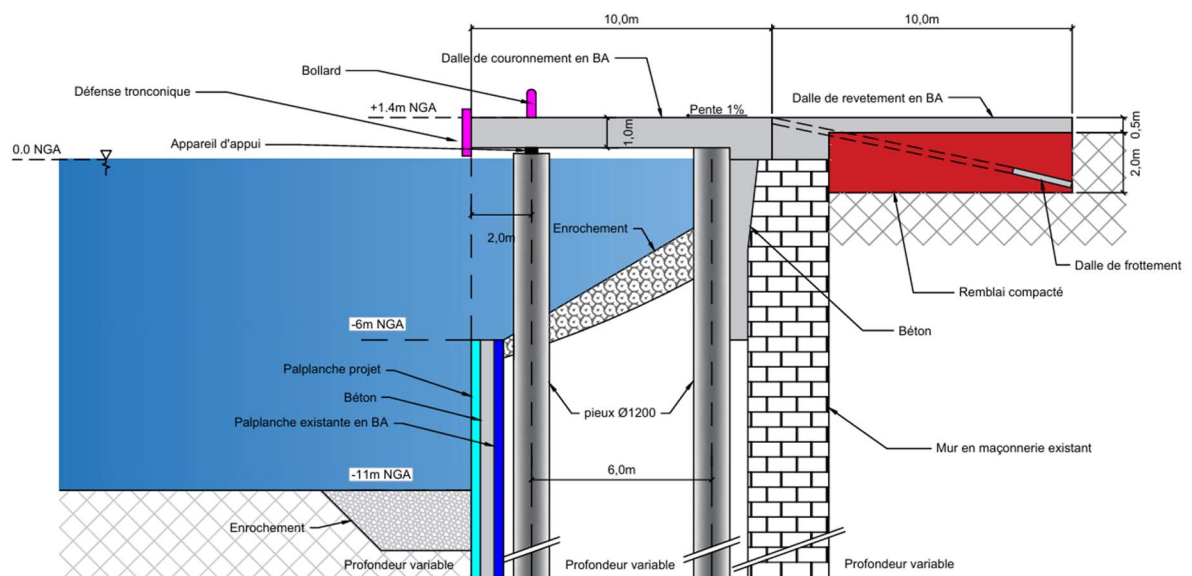 10,0m
10,0m
Dalle de couronnement en BA
Bollard
Défense tronconique
+1.4m NGA
Pente 1%
Dalle de revetement en BA
0,5m
1,0m
Appareil d'appui
0.0 NGA
2,0m
2,0m
Enrochement
Dalle de frottement
Remblai compacté
-6m NGA
Béton
Palplanche projet
Béton
pieux Ø1200
Palplanche existante en BA
Mur en maçonnerie existant
-11m NGA
6,0m
Enrochement
Profondeur variable
Profondeur variable
Profondeur variable